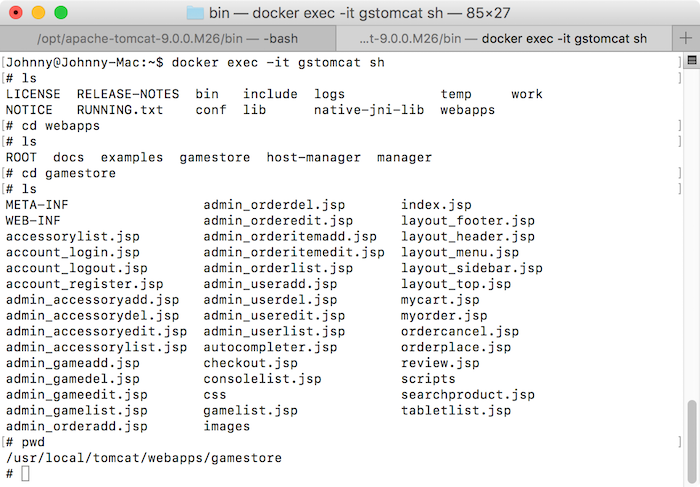 bin — docker exec -it gstomcat sh — 85×27
/opt/apache-tomcat-9.0.0.M26/bin — -bash
...t-9.0.0.M26/bin — docker exec -it gstomcat sh
+
[Johnny@Johnny-Mac:~$ docker exec -it gstomcat sh ]
[# ls ]
LICENSE  RELEASE-NOTES  bin   include  logs            temp     work
NOTICE   RUNNING.txt    conf  lib      native-jni-lib  webapps
[# cd webapps ]
[# ls ]
ROOT  docs  examples  gamestore  host-manager  manager
[# cd gamestore ]
[# ls ]
META-INF                 admin_orderdel.jsp       index.jsp
WEB-INF                  admin_orderedit.jsp      layout_footer.jsp
accessorylist.jsp        admin_orderitemadd.jsp   layout_header.jsp
account_login.jsp        admin_orderitemedit.jsp  layout_menu.jsp
account_logout.jsp       admin_orderlist.jsp      layout_sidebar.jsp
account_register.jsp     admin_useradd.jsp        layout_top.jsp
admin_accessoryadd.jsp   admin_userdel.jsp        mycart.jsp
admin_accessorydel.jsp   admin_useredit.jsp       myorder.jsp
admin_accessoryedit.jsp  admin_userlist.jsp       ordercancel.jsp
admin_accessorylist.jsp  autocompleter.jsp        orderplace.jsp
admin_gameadd.jsp        checkout.jsp             review.jsp
admin_gamedel.jsp        consolelist.jsp          scripts
admin_gameedit.jsp       css                      searchproduct.jsp
admin_gamelist.jsp       gamelist.jsp             tabletlist.jsp
admin_orderadd.jsp       images
[# pwd ]
/usr/local/tomcat/webapps/gamestore
#